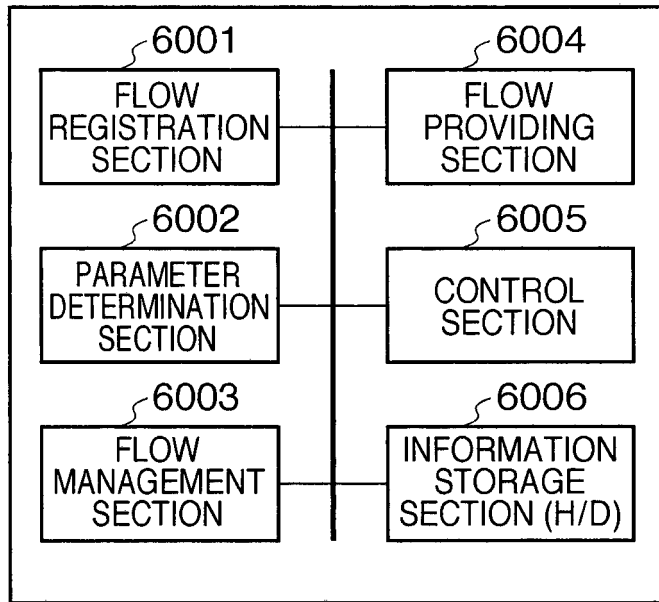 6001
FLOW
REGISTRATION
SECTION
6002
PARAMETER
DETERMINATION
SECTION
6003
FLOW
MANAGEMENT
SECTION
6004
FLOW
PROVIDING
SECTION
6005
CONTROL
SECTION
6006
INFORMATION
STORAGE
SECTION (H/D)